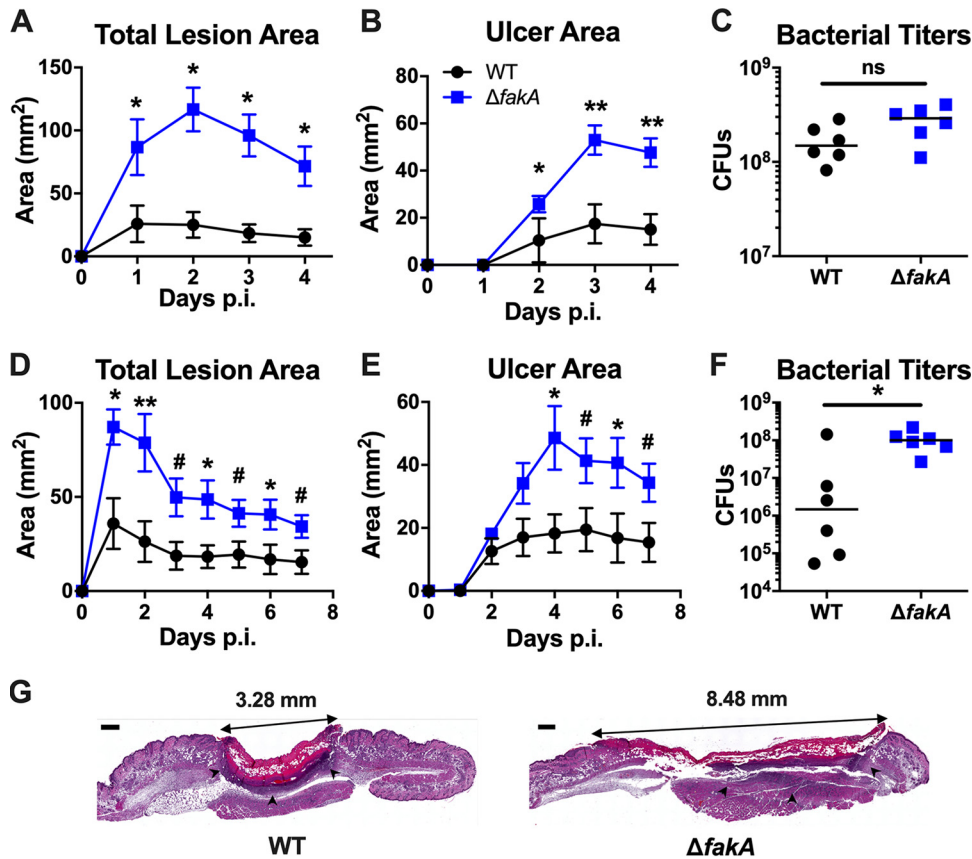 A Total Lesion Area
150
100
50
0
Area (mm²)
* * * *
0 1 2 3 4
Days p.i.
B Ulcer Area
WT
ΔfakA
80
60
40
20
0
Area (mm²)
* ** **
0 1 2 3 4
Days p.i.
C Bacterial Titers
ns
10⁹
10⁸
10⁷
CFUs
WT ΔfakA
D Total Lesion Area
100
50
0
Area (mm²)
* ** # * # * #
0 2 4 6 8
Days p.i.
E Ulcer Area
60
40
20
0
Area (mm²)
* # * #
0 2 4 6 8
Days p.i.
F Bacterial Titers
*
10⁹
10⁸
10⁷
10⁶
10⁵
10⁴
CFUs
WT ΔfakA
G
3.28 mm 8.48 mm
WT ΔfakA